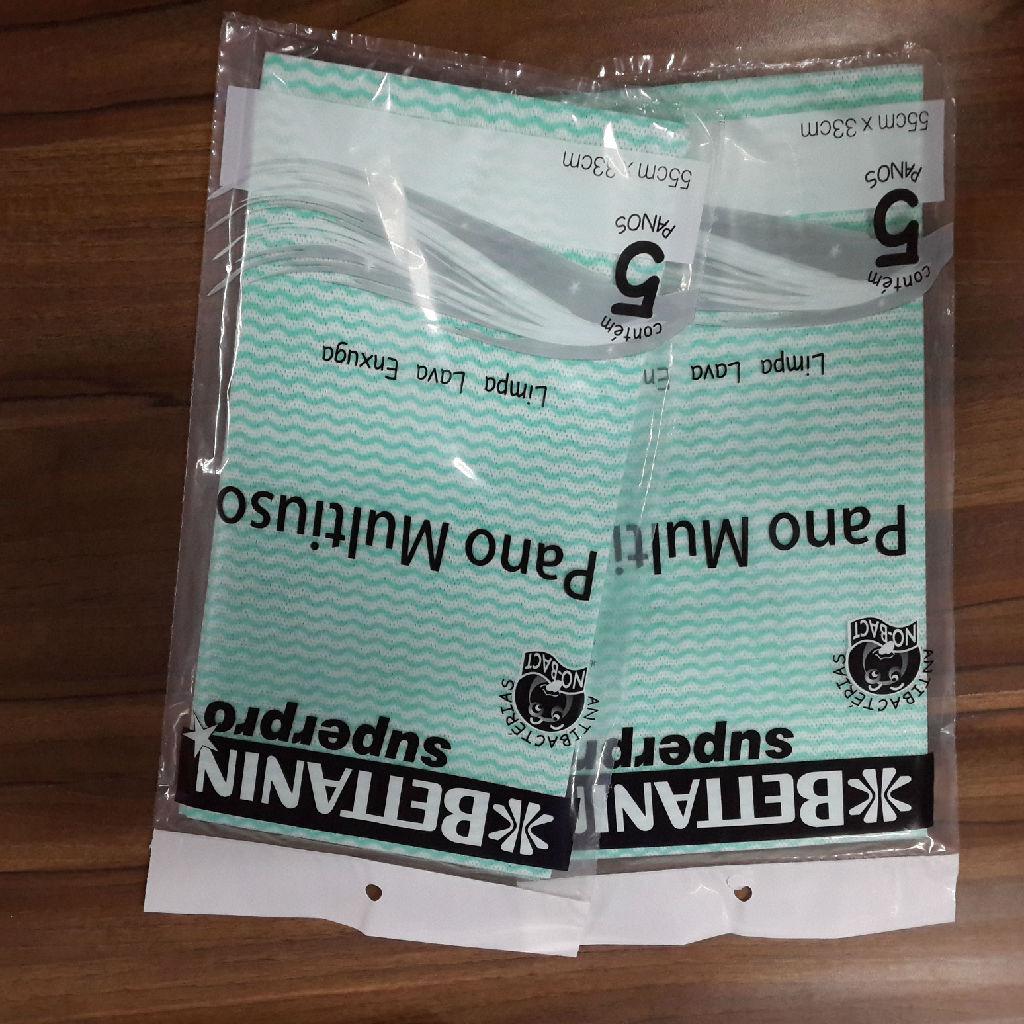 BETTANIN
superpro
ANTIBACTÉRIAS
NO-BACT
Pano Multiuso
Limpa Lava Enxuga
contém
5
PANOS
55cm x 33cm
BETTANI
superpr
ANTIBACTÉRIAS
NO-BACT
Pano Multi
Limpa Lava En
contém
5
PANOS
55cm x 33cm